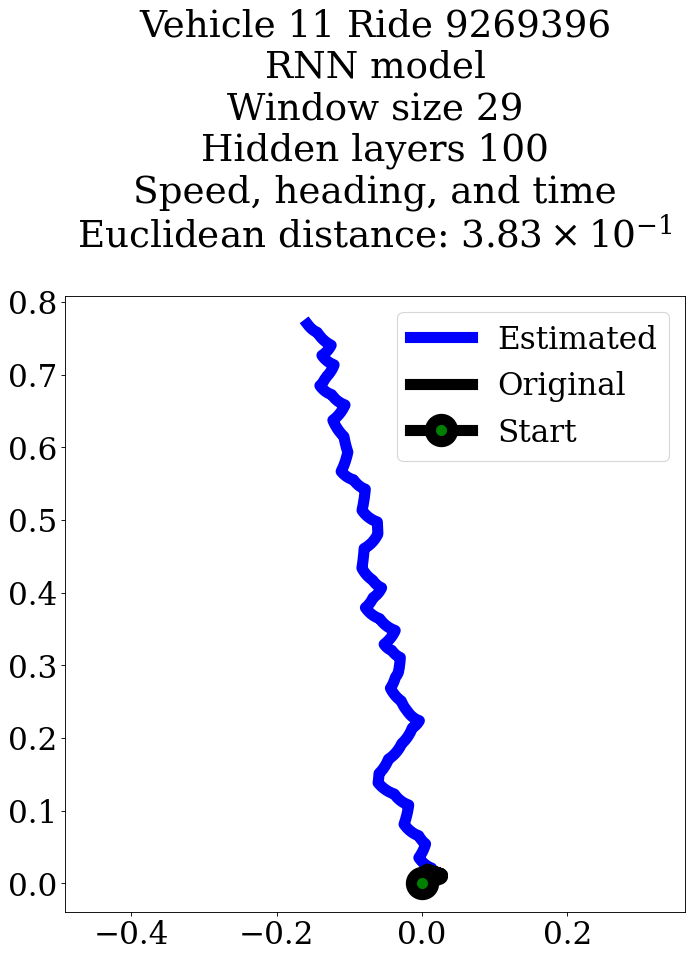 Vehicle 11 Ride 9269396
RNN model
Window size 29
Hidden layers 100
Speed, heading, and time
Euclidean distance: 3.83 × 10⁻¹
0.8
0.7
0.6
0.5
0.4
0.3
0.2
0.1
0.0
Estimated
Original
Start
−0.4 −0.2 0.0 0.2